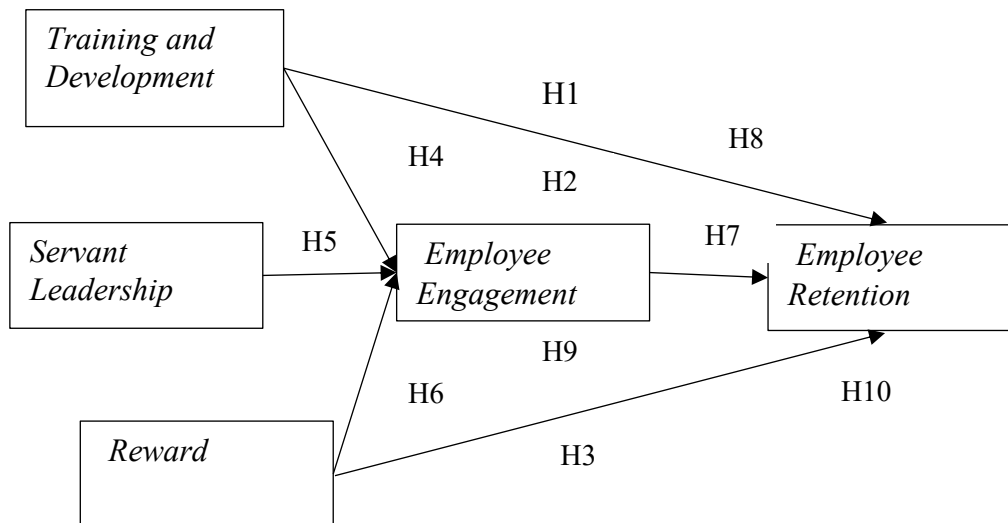 Training and
Development
H1
H8
H4
H2
Servant
Leadership
H5
Employee
Engagement
H7
Employee
Retention
H9
H6
H10
Reward
H3